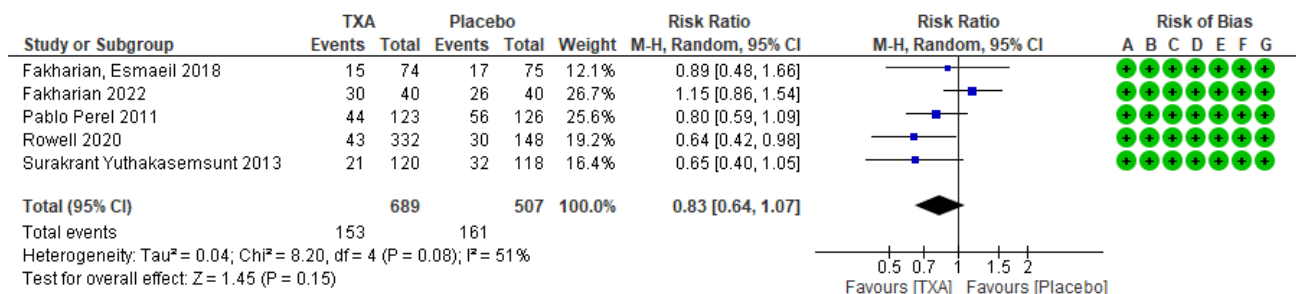 TXA Placebo Risk Ratio Risk Ratio Risk of Bias
Study or Subgroup Events Total Events Total Weight M-H, Random, 95% CI M-H, Random, 95% CI A B C D E F G
Fakharian, Esmaeil 2018 15 74 17 75 12.1% 0.89 [0.48, 1.66] + + + + + + +
Fakharian 2022 30 40 26 40 26.7% 1.15 [0.86, 1.54] + + + + + + +
Pablo Perel 2011 44 123 56 126 25.6% 0.80 [0.59, 1.09] + + + + + + +
Rowell 2020 43 332 30 148 19.2% 0.64 [0.42, 0.98] + + + + + + +
Surakrant Yuthakasemsunt 2013 21 120 32 118 16.4% 0.65 [0.40, 1.05] + + + + + + +
Total (95% CI) 689 507 100.0% 0.83 [0.64, 1.07]
Total events 153 161
Heterogeneity: Tau² = 0.04; Chi² = 8.20, df = 4 (P = 0.08); I² = 51%
Test for overall effect: Z = 1.45 (P = 0.15)
0.5 0.7 1 1.5 2
Favours [TXA] Favours [Placebo]